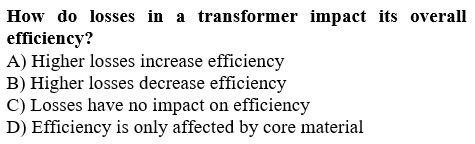 How do losses in a transformer impact its overall
efficiency?
A) Higher losses increase efficiency
B) Higher losses decrease efficiency
C) Losses have no impact on efficiency
D) Efficiency is only affected by core material